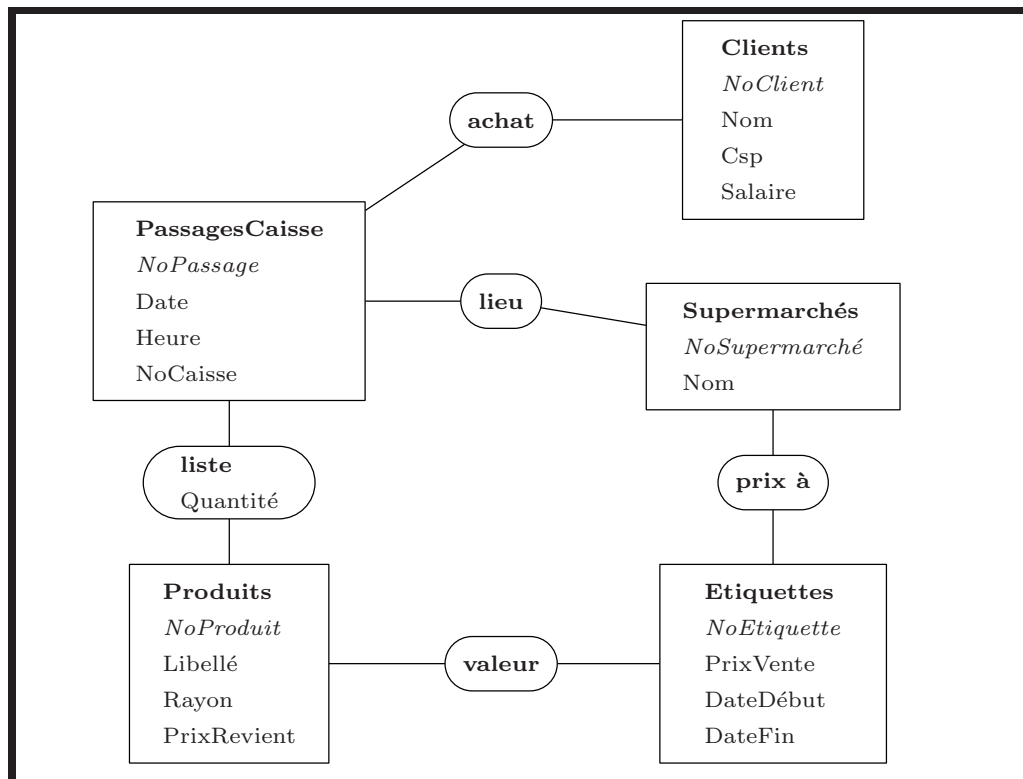 Clients
NoClient
Nom
Csp
Salaire
achat
PassagesCaisse
NoPassage
Date
Heure
NoCaisse
lieu
Supermarchés
NoSupermarché
Nom
liste
Quantité
prix à
Produits
NoProduit
Libellé
Rayon
PrixRevient
valeur
Etiquettes
NoEtiquette
PrixVente
DateDébut
DateFin